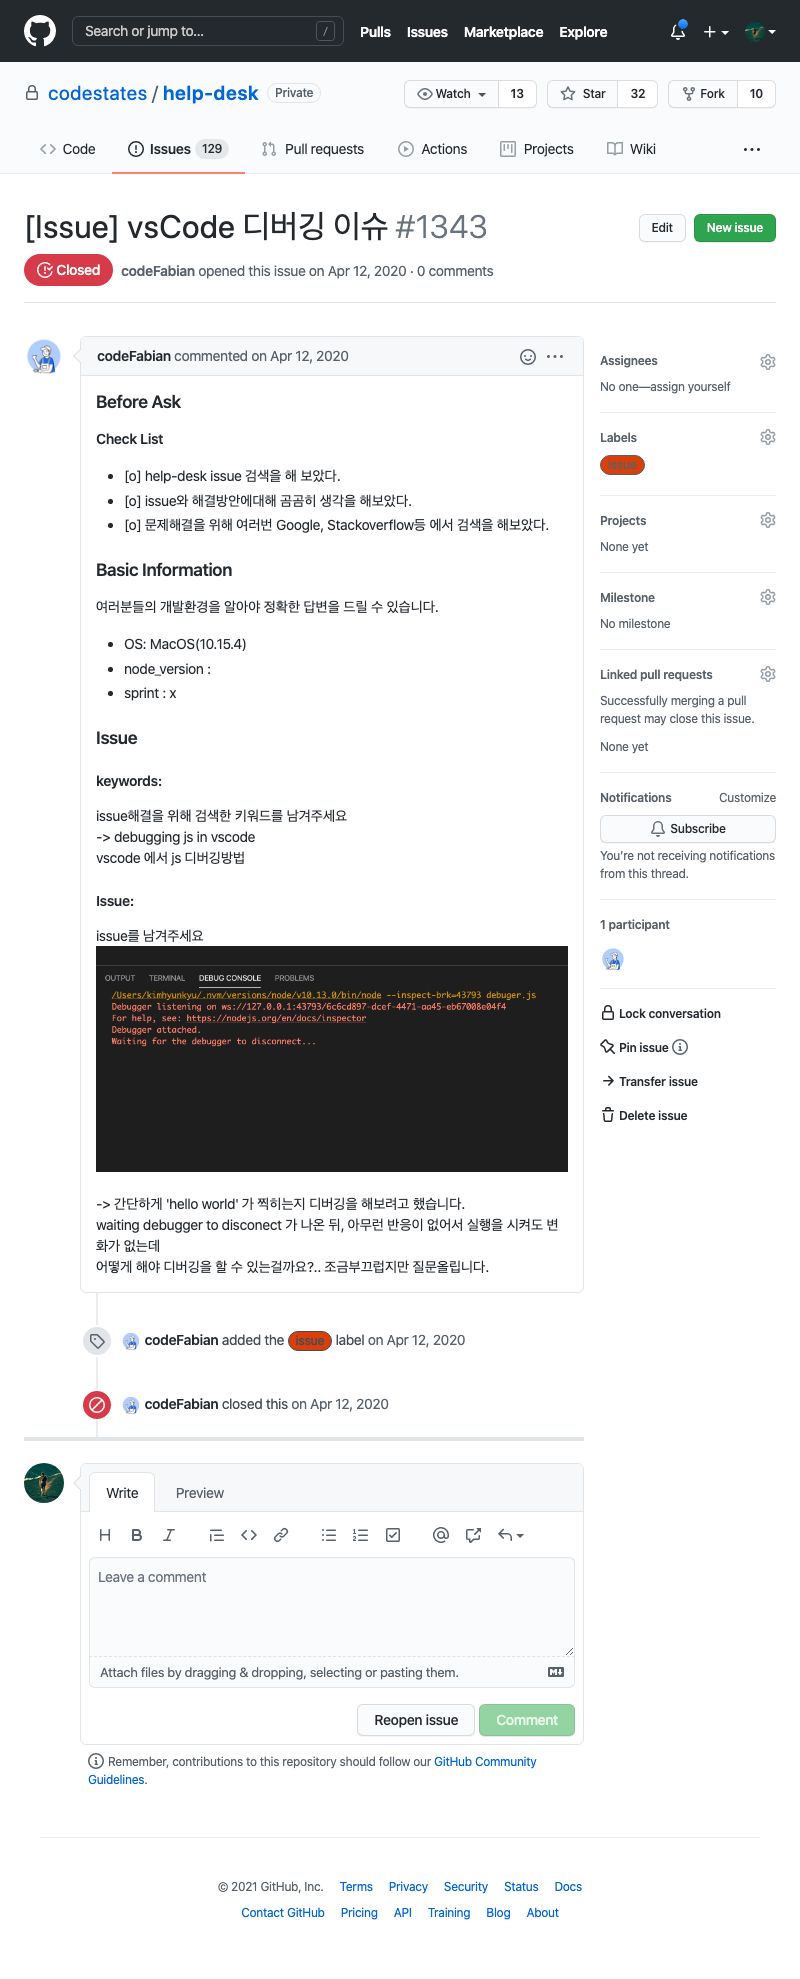 Search or jump to... /
Pulls Issues Marketplace Explore
codestates / help-desk Private
Watch 13 Star 32 Fork 10
Code Issues 129 Pull requests Actions Projects Wiki ...
[Issue] vsCode 디버깅 이슈 #1343
Edit New issue
Closed codeFabian opened this issue on Apr 12, 2020 · 0 comments
codeFabian commented on Apr 12, 2020
Before Ask
Check List
[o] help-desk issue 검색을 해 보았다.
[o] issue와 해결방안에대해 곰곰히 생각을 해보았다.
[o] 문제해결을 위해 여러번 Google, Stackoverflow등 에서 검색을 해보았다.
Basic Information
여러분들의 개발환경을 알아야 정확한 답변을 드릴 수 있습니다.
OS: MacOS(10.15.4)
node_version :
sprint : x
Issue
keywords:
issue해결을 위해 검색한 키워드를 남겨주세요
-> debugging js in vscode
vscode 에서 js 디버깅방법
Issue:
issue를 남겨주세요
OUTPUT TERMINAL DEBUG CONSOLE PROBLEMS
/Users/kimhyunkyu/.nvm/versions/node/v10.13.0/bin/node --inspect-brk=43793 debuger.js
Debugger listening on ws://127.0.0.1:43793/6c6cd897-dcef-4471-aa45-eb67008e04f4
For help, see: https://nodejs.org/en/docs/inspector
Debugger attached.
Waiting for the debugger to disconnect...
-> 간단하게 'hello world' 가 찍히는지 디버깅을 해보려고 했습니다.
waiting debugger to disconect 가 나온 뒤, 아무런 반응이 없어서 실행을 시켜도 변
화가 없는데
어떻게 해야 디버깅을 할 수 있는걸까요?.. 조금부끄럽지만 질문올립니다.
codeFabian added the issue label on Apr 12, 2020
codeFabian closed this on Apr 12, 2020
Assignees
No one—assign yourself
Labels
issue
Projects
None yet
Milestone
No milestone
Linked pull requests
Successfully merging a pull
request may close this issue.
None yet
Notifications Customize
Subscribe
You're not receiving notifications
from this thread.
1 participant
Lock conversation
Pin issue
Transfer issue
Delete issue
Write Preview
Leave a comment
Attach files by dragging & dropping, selecting or pasting them.
Reopen issue Comment
Remember, contributions to this repository should follow our GitHub Community
Guidelines.
© 2021 GitHub, Inc. Terms Privacy Security Status Docs
Contact GitHub Pricing API Training Blog About